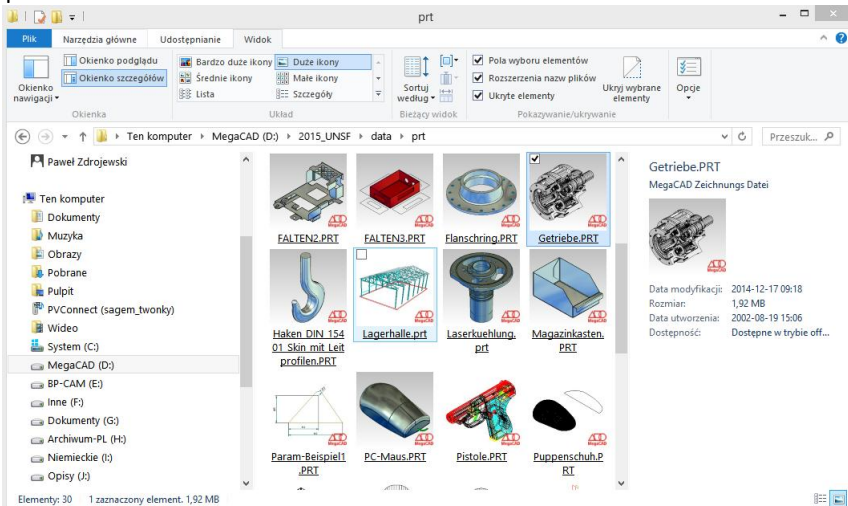 prt
Plik Narzędzia główne Udostępnianie Widok
Okienko nawigacji
Okienko podglądu
Okienko szczegółów
Okienka
Bardzo duże ikony
Duże ikony
Średnie ikony
Małe ikony
Lista
Szczegóły
Układ
Sortuj według
Bieżący widok
Pola wyboru elementów
Rozszerzenia nazw plików
Ukryte elementy
Ukryj wybrane elementy
Pokazywanie/ukrywanie
Opcje
Ten komputer MegaCAD (D:) 2015_UNSF data prt
Przeszuk...
Paweł Zdrojewski
Ten komputer
Dokumenty
Muzyka
Obrazy
Pobrane
Pulpit
PVConnect (sagem_twonky)
Wideo
System (C:)
MegaCAD (D:)
BP-CAM (E:)
Inne (F:)
Dokumenty (G:)
Archiwum-PL (H:)
Niemieckie (I:)
Opisy (J:)
FALTEN2.PRT FALTEN3.PRT Flanschring.PRT Getriebe.PRT
Haken DIN 154
01 Skin mit Leit
profilen.PRT
Lagerhalle.prt
Laserkuehlung.
prt
Magazinkasten.
PRT
Param-Beispiel1
.PRT
PC-Maus.PRT
Pistole.PRT
Puppenschuh.P
RT
Getriebe.PRT
MegaCAD Zeichnungs Datei
Data modyfikacji: 2014-12-17 09:18
Rozmiar: 1,92 MB
Data utworzenia: 2002-08-19 15:06
Dostępność: Dostępne w trybie off...
Elementy: 30 1 zaznaczony element. 1,92 MB